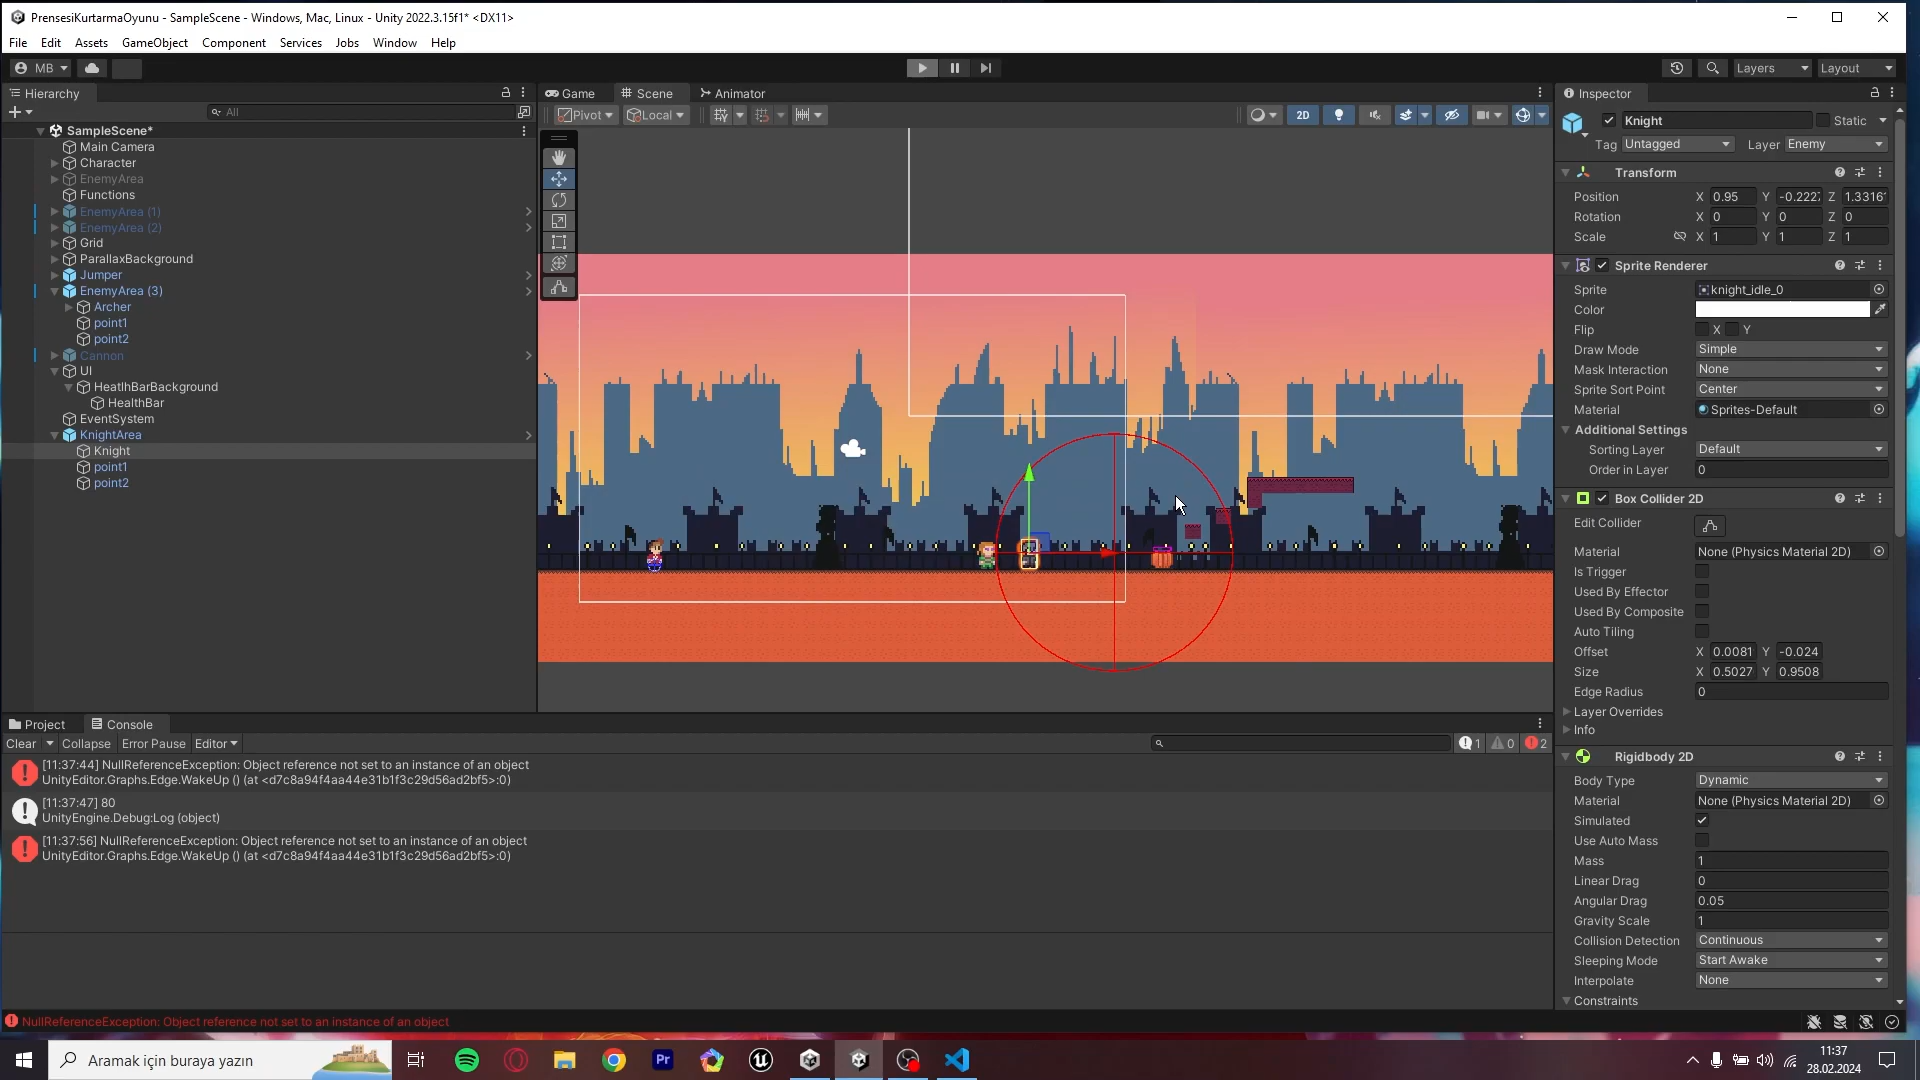 PrensesiKurtarmaOyunu - SampleScene - Windows, Mac, Linux - Unity 2022.3.15f1* <DX11>
File Edit Assets GameObject Component Services Jobs Window Help
MB
Layers Layout
Hierarchy
All
SampleScene*
Main Camera
Character
EnemyArea
Functions
EnemyArea (1)
EnemyArea (2)
Grid
ParallaxBackground
Jumper
EnemyArea (3)
Archer
point1
point2
Cannon
UI
HeatlhBarBackground
HealthBar
EventSystem
KnightArea
Knight
point1
point2
Game Scene Animator
Pivot Local
2D
Inspector
Knight Static
Tag Untagged Layer Enemy
Transform
Position X 0.95 Y -0.222 Z 1.3316
Rotation X 0 Y 0 Z 0
Scale X 1 Y 1 Z 1
Sprite Renderer
Sprite knight_idle_0
Color
Flip X Y
Draw Mode Simple
Mask Interaction None
Sprite Sort Point Center
Material Sprites-Default
Additional Settings
Sorting Layer Default
Order in Layer 0
Box Collider 2D
Edit Collider
Material None (Physics Material 2D)
Is Trigger
Used By Effector
Used By Composite
Auto Tiling
Offset X 0.0081 Y -0.024
Size X 0.5027 Y 0.9508
Edge Radius 0
Layer Overrides
Info
Rigidbody 2D
Body Type Dynamic
Material None (Physics Material 2D)
Simulated
Use Auto Mass
Mass 1
Linear Drag 0
Angular Drag 0.05
Gravity Scale 1
Collision Detection Continuous
Sleeping Mode Start Awake
Interpolate None
Constraints
Project Console
Clear Collapse Error Pause Editor
1 0 2
[11:37:44] NullReferenceException: Object reference not set to an instance of an object
UnityEditor.Graphs.Edge.WakeUp () (at <d7c8a94f4aa44e31b1f3c29d56ad2bf5>:0)
[11:37:47] 80
UnityEngine.Debug:Log (object)
[11:37:56] NullReferenceException: Object reference not set to an instance of an object
UnityEditor.Graphs.Edge.WakeUp () (at <d7c8a94f4aa44e31b1f3c29d56ad2bf5>:0)
NullReferenceException: Object reference not set to an instance of an object
Aramak için buraya yazın
Pr
11:37
28.02.2024